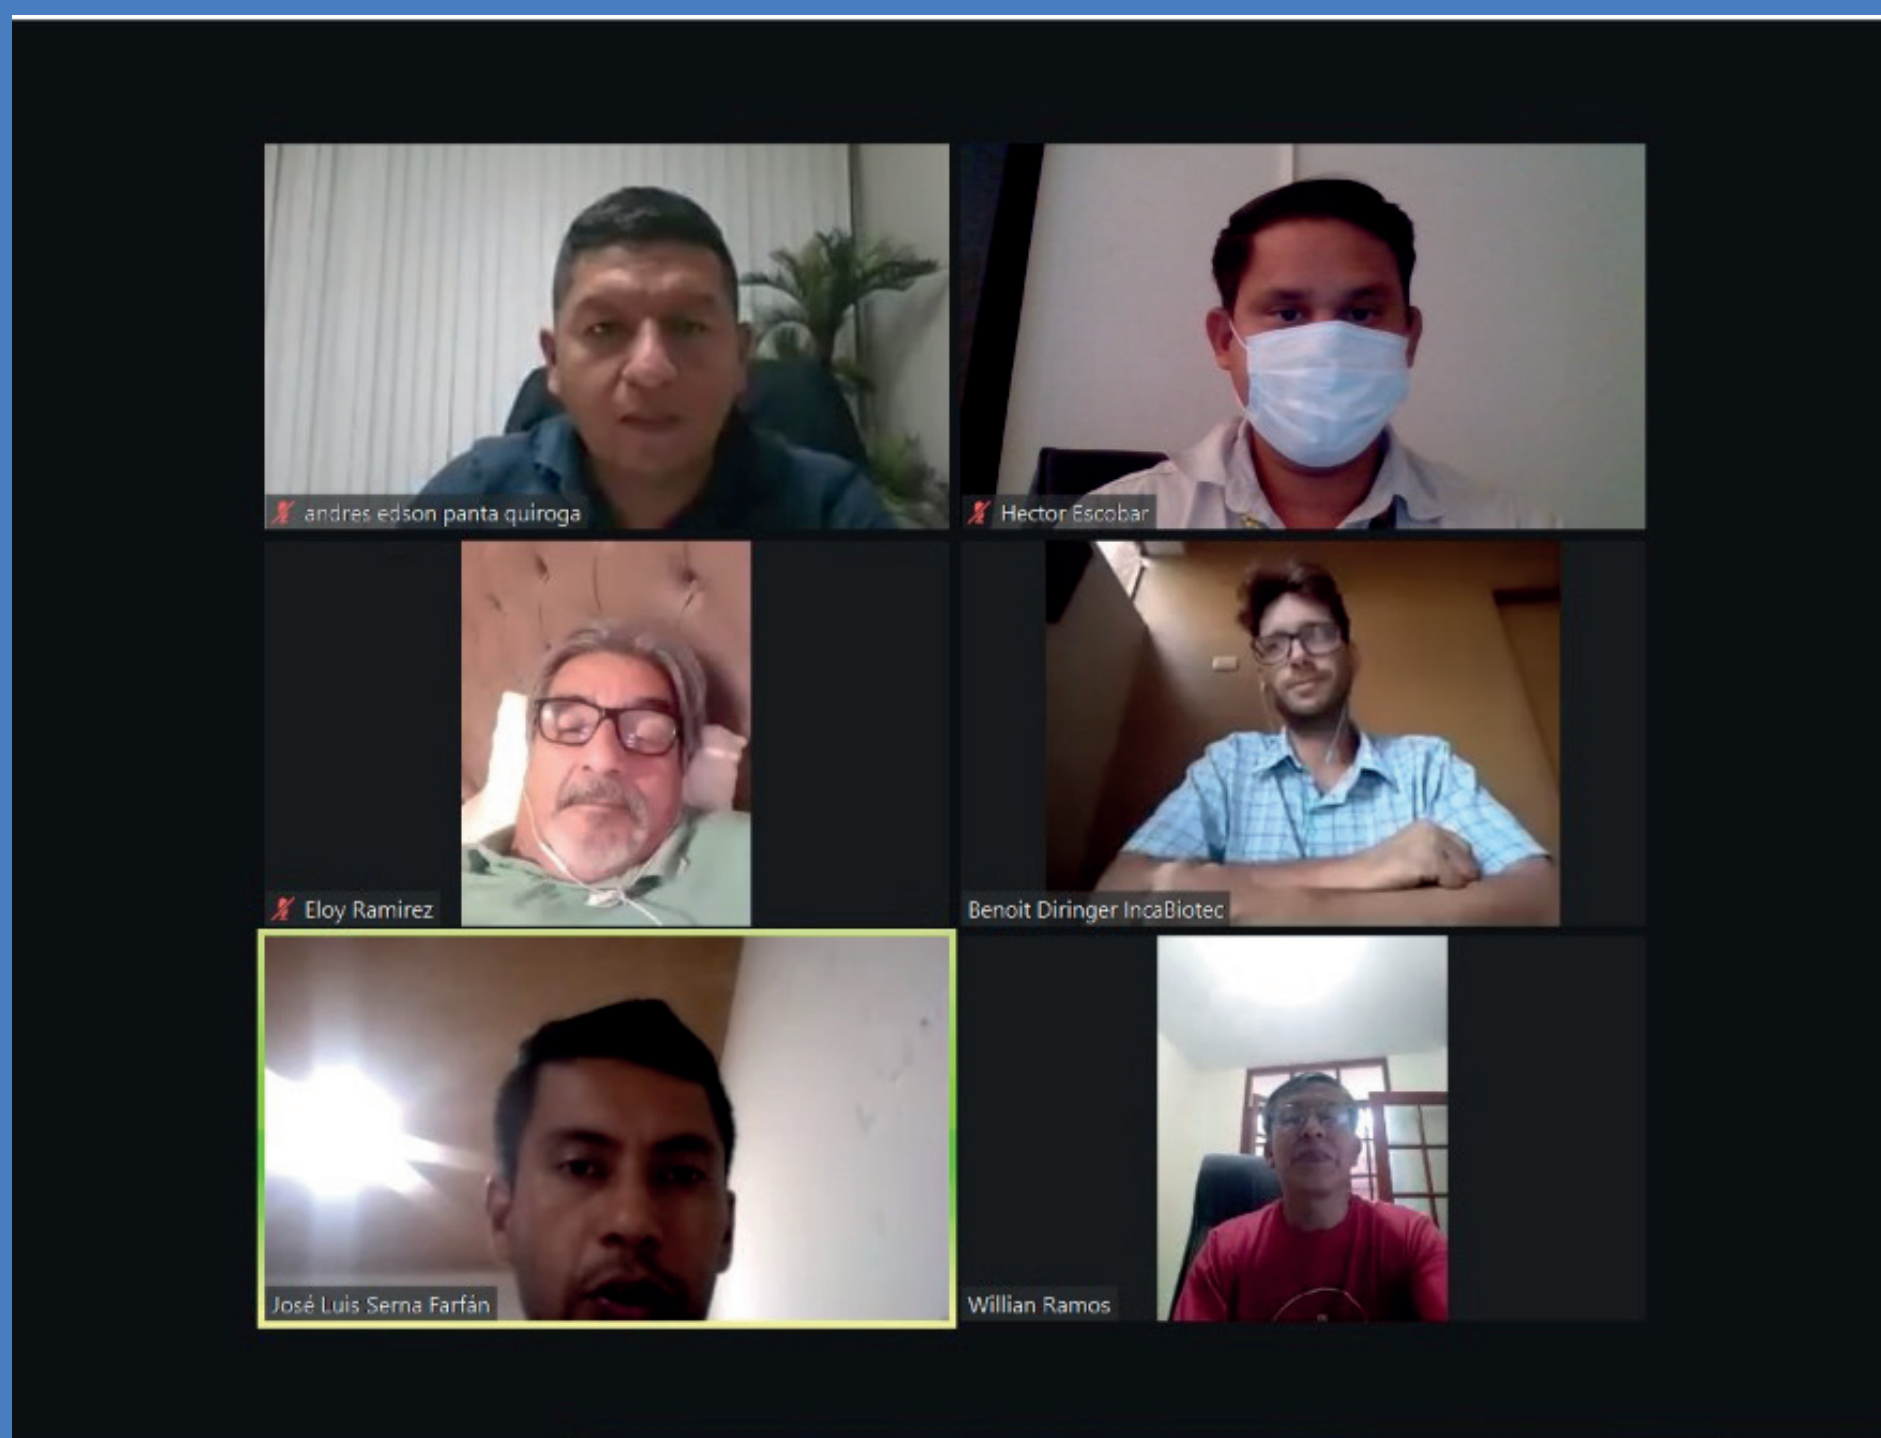 andres edson panta quiroga
Hector Escobar
Eloy Ramirez
Benoit Diringer IncaBiotec
José Luis Serna Farfán
Willian Ramos